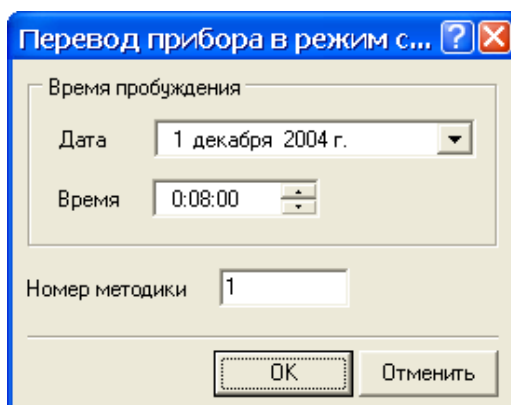 Перевод прибора в режим с...
Время пробуждения
Дата 1 декабря 2004 г.
Время 0:08:00
Номер методики 1
OK Отменить